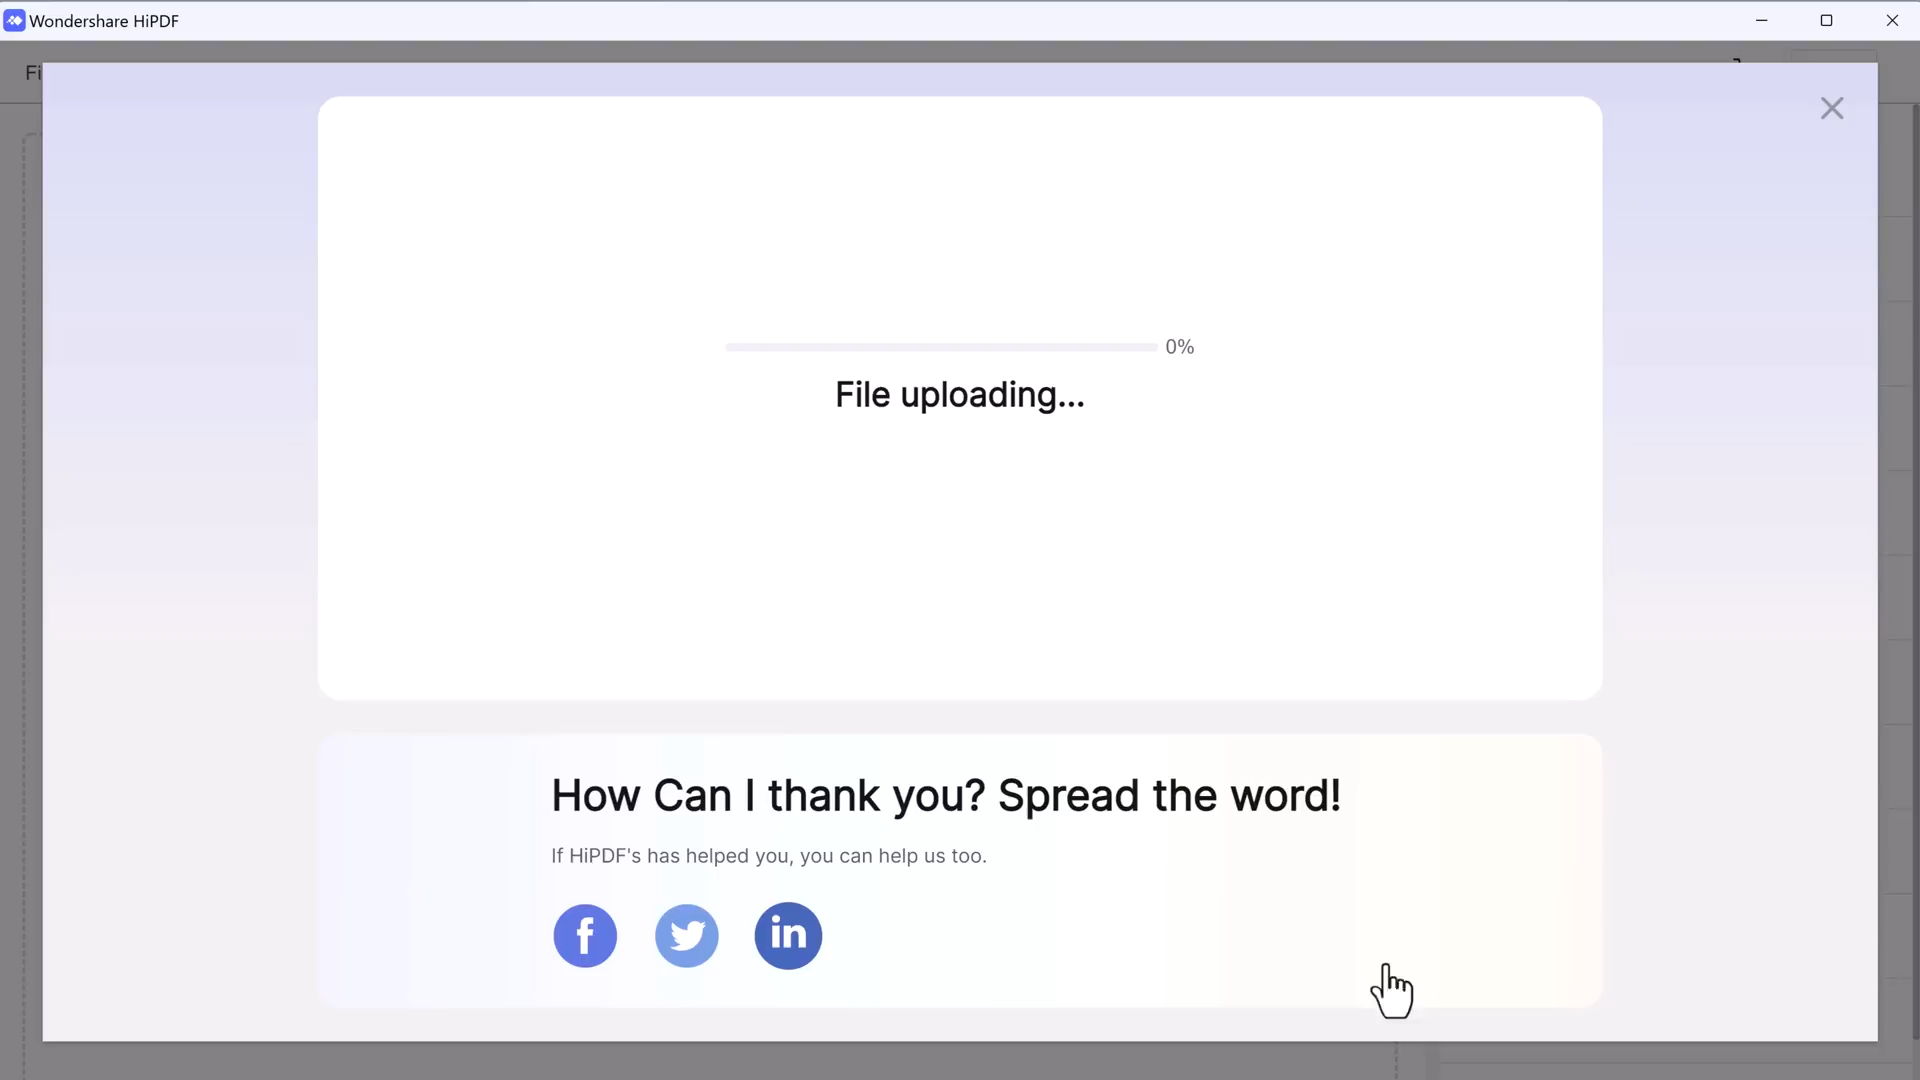 Wondershare HiPDF
Fi
0%
File uploading...
How Can I thank you? Spread the word!
If HiPDF's has helped you, you can help us too.
f
in